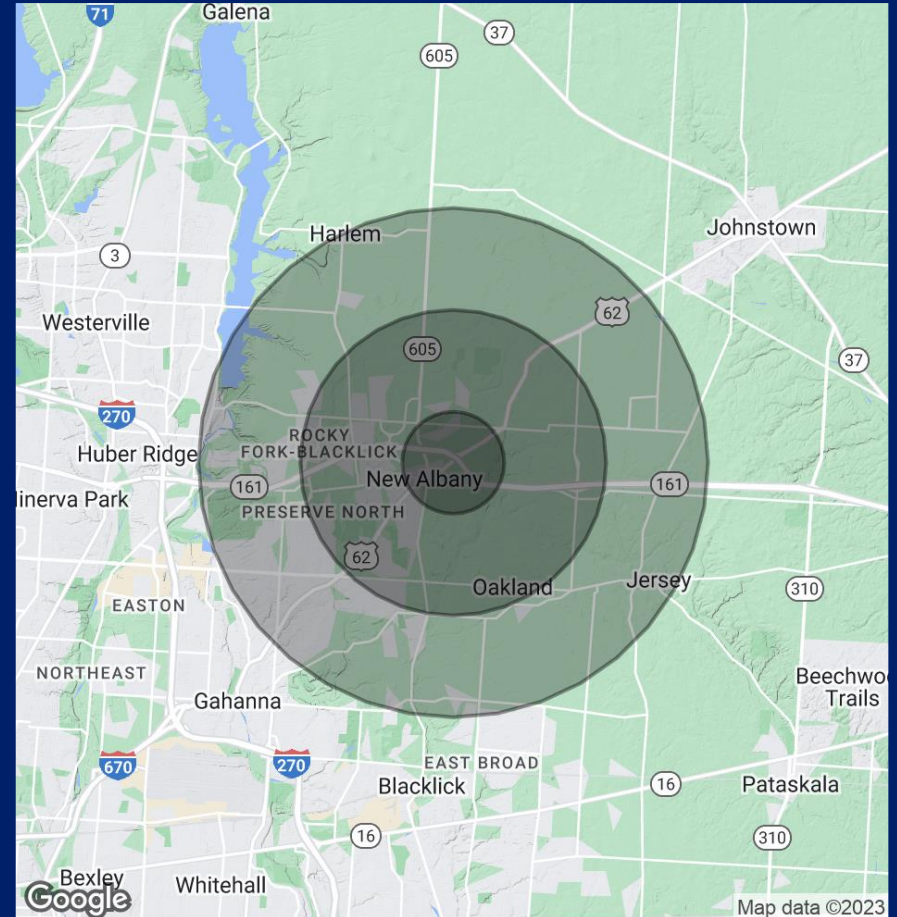 71
Galena
37
605
Harlem
Johnstown
3
62
Westerville
605
37
270
ROCKY
FORK-BLACKLICK
Huber Ridge
New Albany
161
161
inerva Park
PRESERVE NORTH
62
Oakland
Jersey
310
EASTON
NORTHEAST
Beechwoo
Trails
Gahanna
670
270
EAST BROAD
Blacklick
16
Pataskala
16
310
Bexley
Whitehall
Google
Map data ©2023